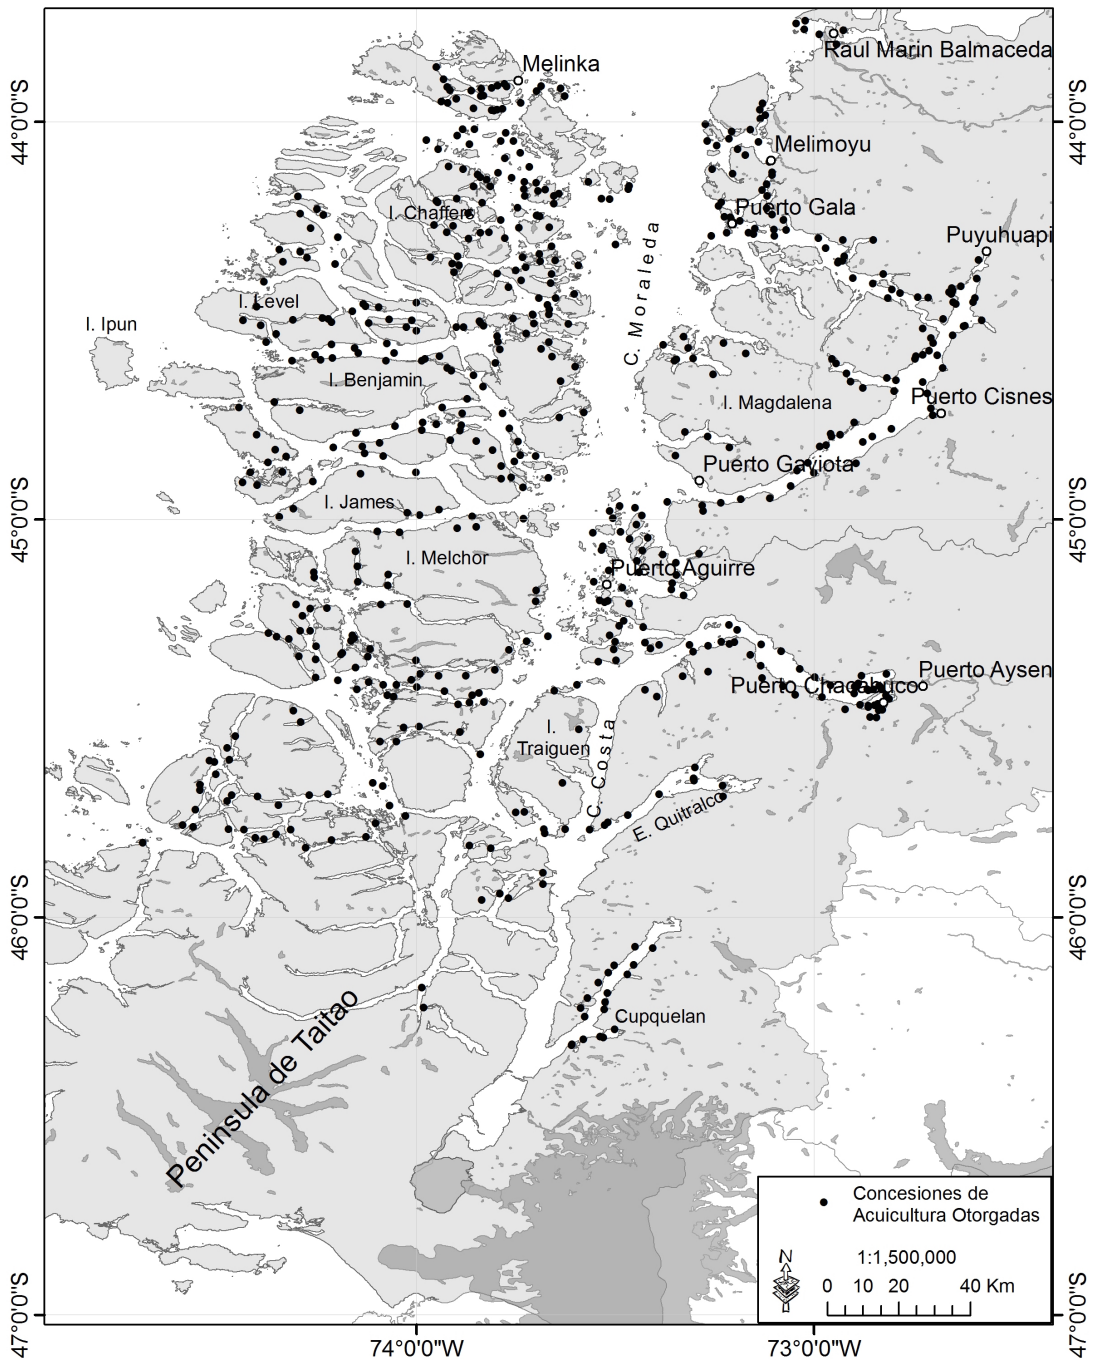 Raul Marin Balmaceda
Melinka
44°0'0"S
44°0'0"S
Melimoyu
I. Chaffers
Puerto Gala
Puyuhuapi
C. Moraleda
I. Level
I. Ipun
I. Benjamin
I. Magdalena
Puerto Cisnes
Puerto Gaviota
I. James
45°0'0"S
45°0'0"S
I. Melchor
Puerto Aguirre
Puerto Aysen
Puerto Chacabuco
I.
Traiguen
C. Costa
E. Quitralco
46°0'0"S
46°0'0"S
Cupquelan
Peninsula de Taitao
Concesiones de
Acuicultura Otorgadas
N
1:1,500,000
0 10 20 40 Km
47°0'0"S
47°0'0"S
74°0'0"W
73°0'0"W